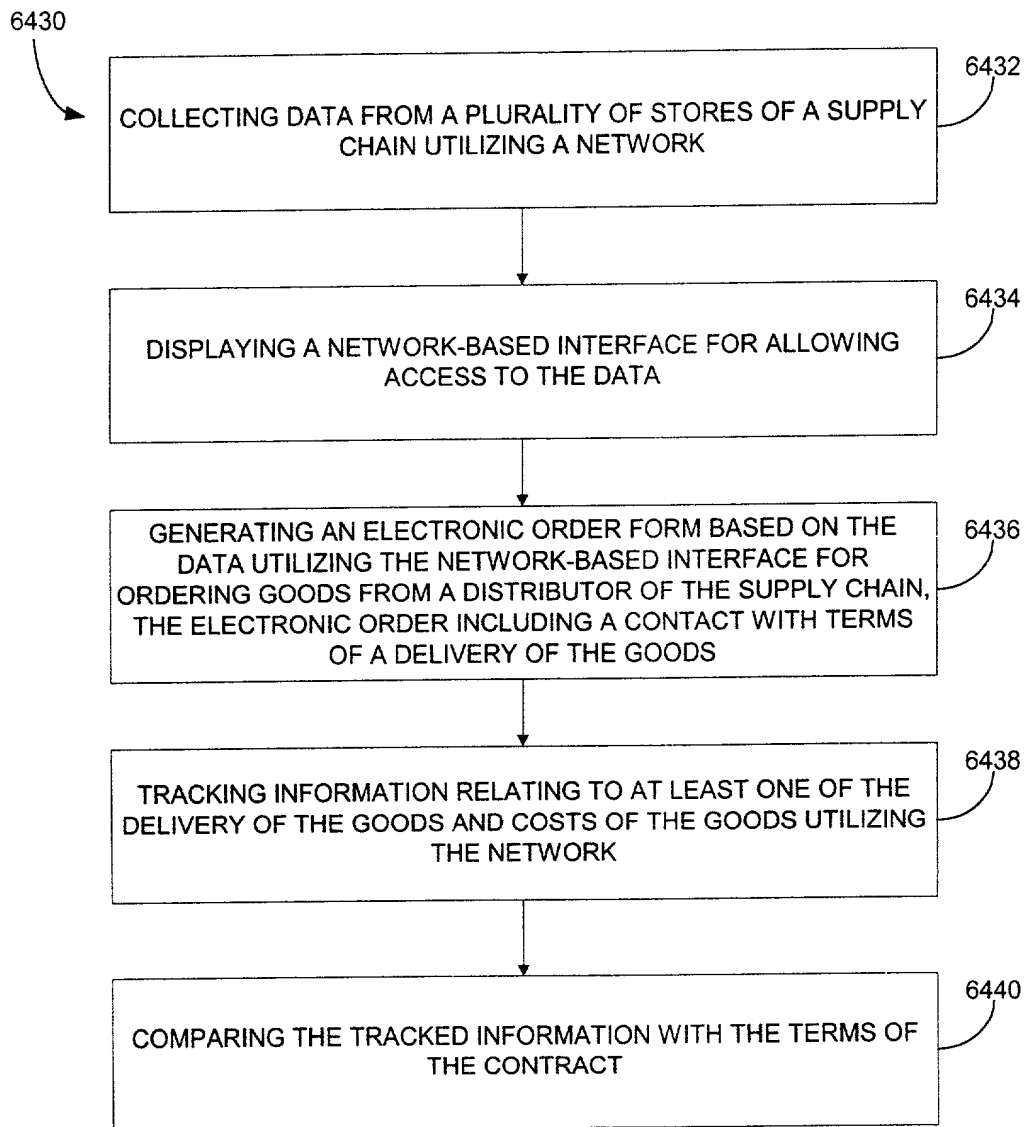 6430
6432
COLLECTING DATA FROM A PLURALITY OF STORES OF A SUPPLY
CHAIN UTILIZING A NETWORK
6434
DISPLAYING A NETWORK-BASED INTERFACE FOR ALLOWING
ACCESS TO THE DATA
6436
GENERATING AN ELECTRONIC ORDER FORM BASED ON THE
DATA UTILIZING THE NETWORK-BASED INTERFACE FOR
ORDERING GOODS FROM A DISTRIBUTOR OF THE SUPPLY CHAIN,
THE ELECTRONIC ORDER INCLUDING A CONTACT WITH TERMS
OF A DELIVERY OF THE GOODS
6438
TRACKING INFORMATION RELATING TO AT LEAST ONE OF THE
DELIVERY OF THE GOODS AND COSTS OF THE GOODS UTILIZING
THE NETWORK
6440
COMPARING THE TRACKED INFORMATION WITH THE TERMS OF
THE CONTRACT